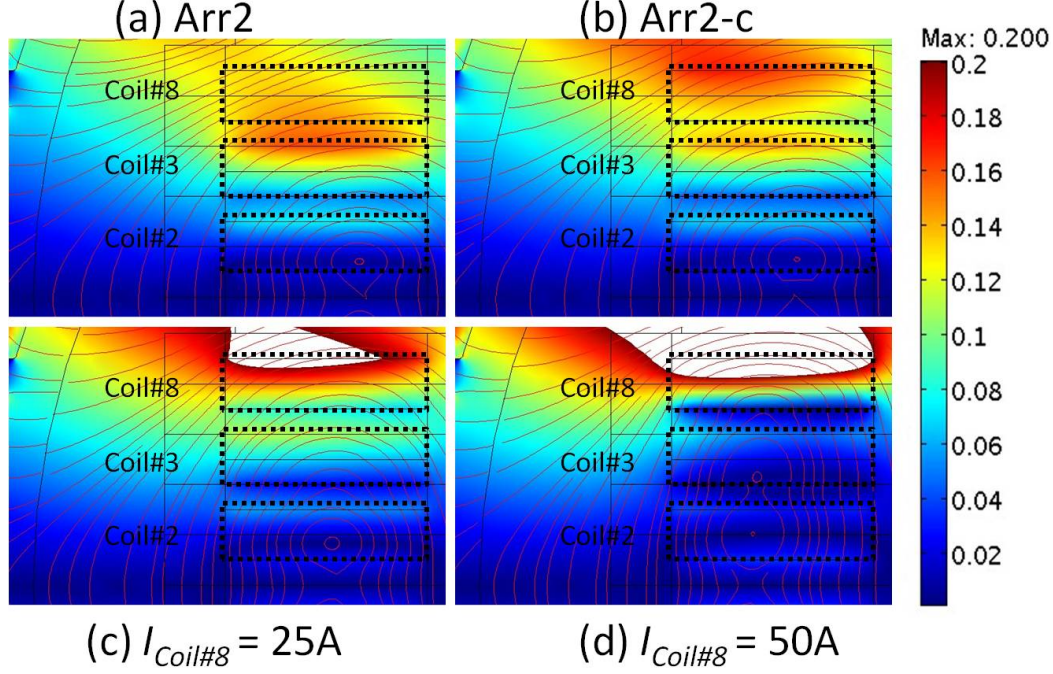 (a) Arr2
(b) Arr2-c
Max: 0.200
Coil#8
Coil#3
Coil#2
Coil#8
Coil#3
Coil#2
0.2
0.18
0.16
0.14
0.12
0.1
0.08
0.06
0.04
0.02
Coil#8
Coil#3
Coil#2
Coil#8
Coil#3
Coil#2
(c) I_Coil#8 = 25A
(d) I_Coil#8 = 50A